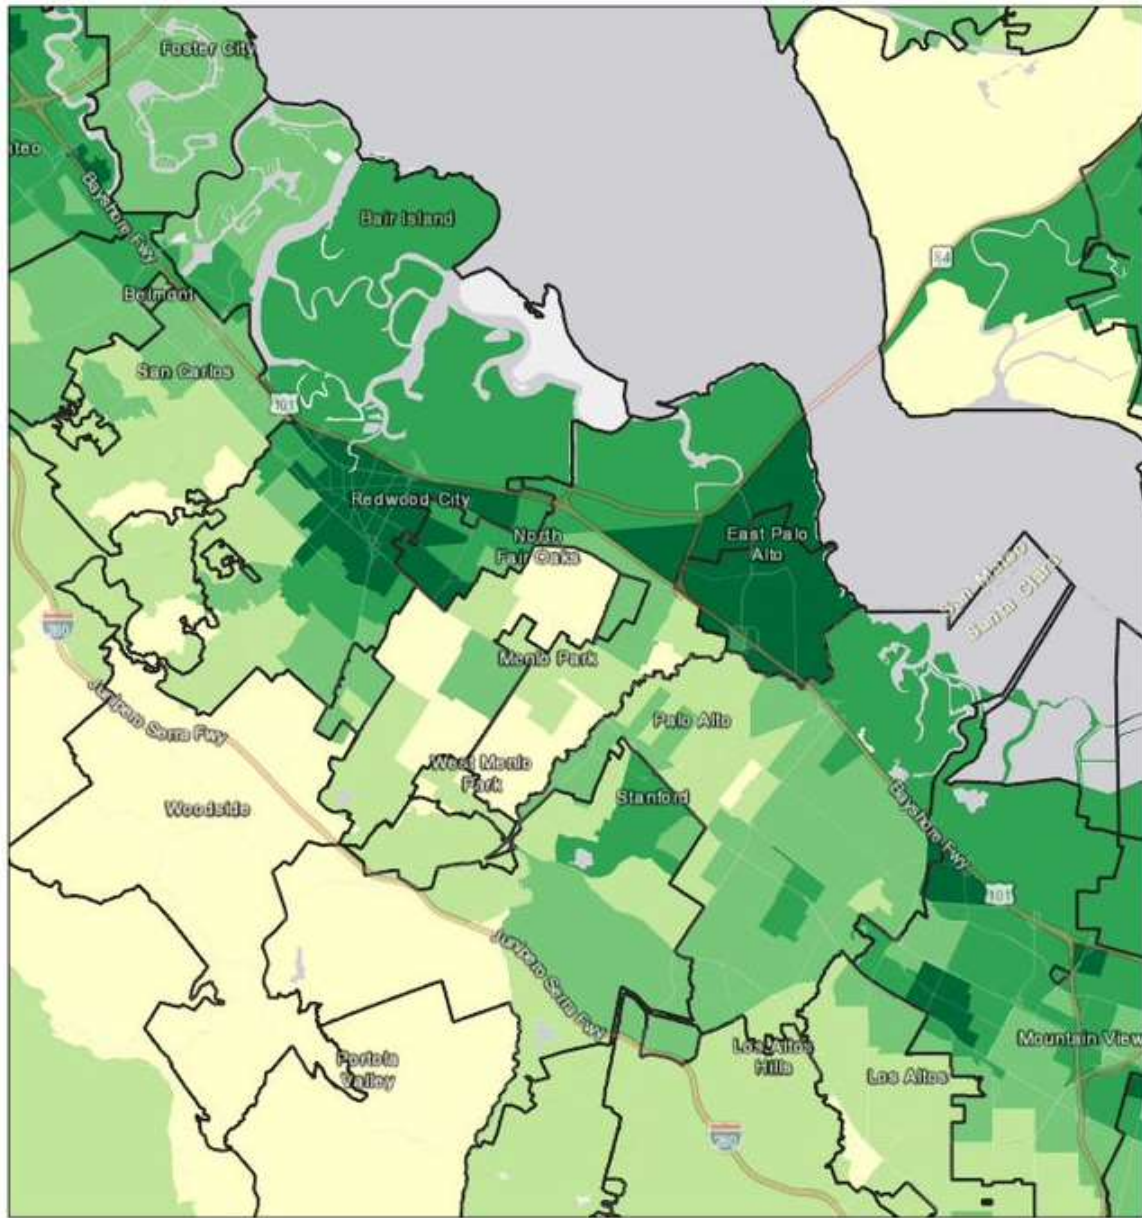 Foster City
ateo
Bayshore Fwy
Bair Island
84
Belmont
San Carlos
101
Redwood City
North
Fair Oaks
East Palo
Alto
San Mateo
Santa Clara
280
Menlo Park
Junipero Serra Fwy
Palo Alto
West Menlo
Park
Woodside
Stanford
Bayshore Fwy
101
Junipero Serra Fwy
Portola
Valley
Los Altos
Hills
Los Altos
Mountain View
280